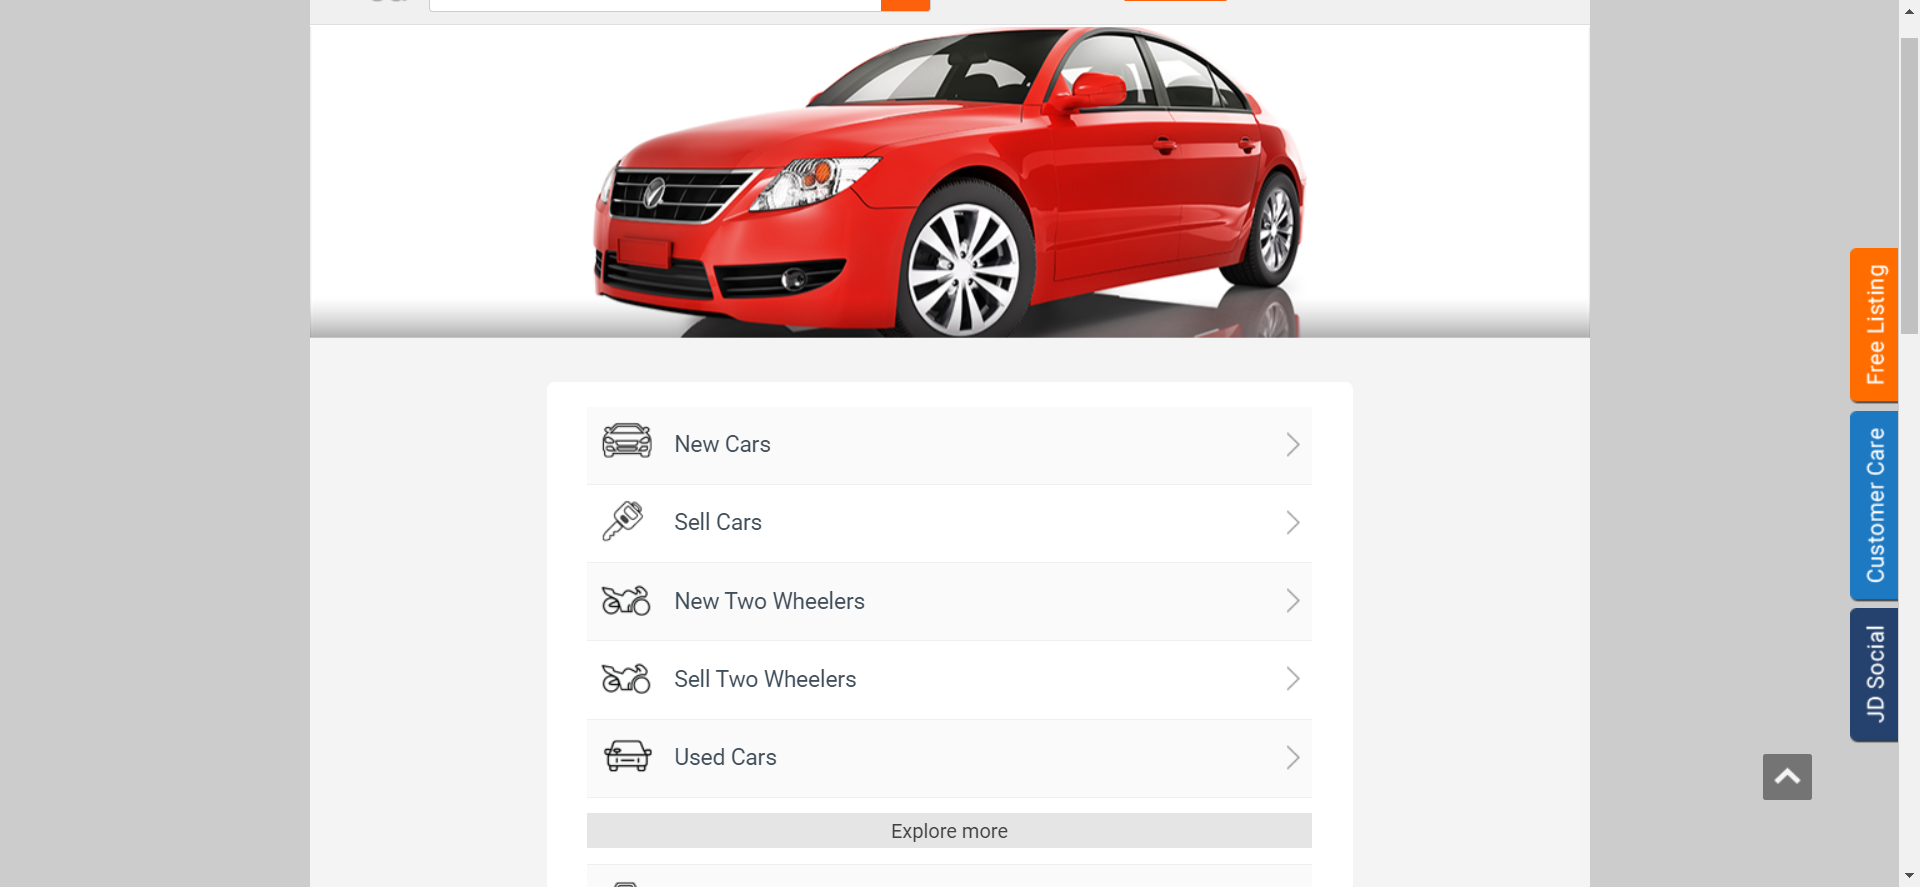 New Cars
Sell Cars
New Two Wheelers
Sell Two Wheelers
Used Cars
Explore more
Free Listing
Customer Care
JD Social